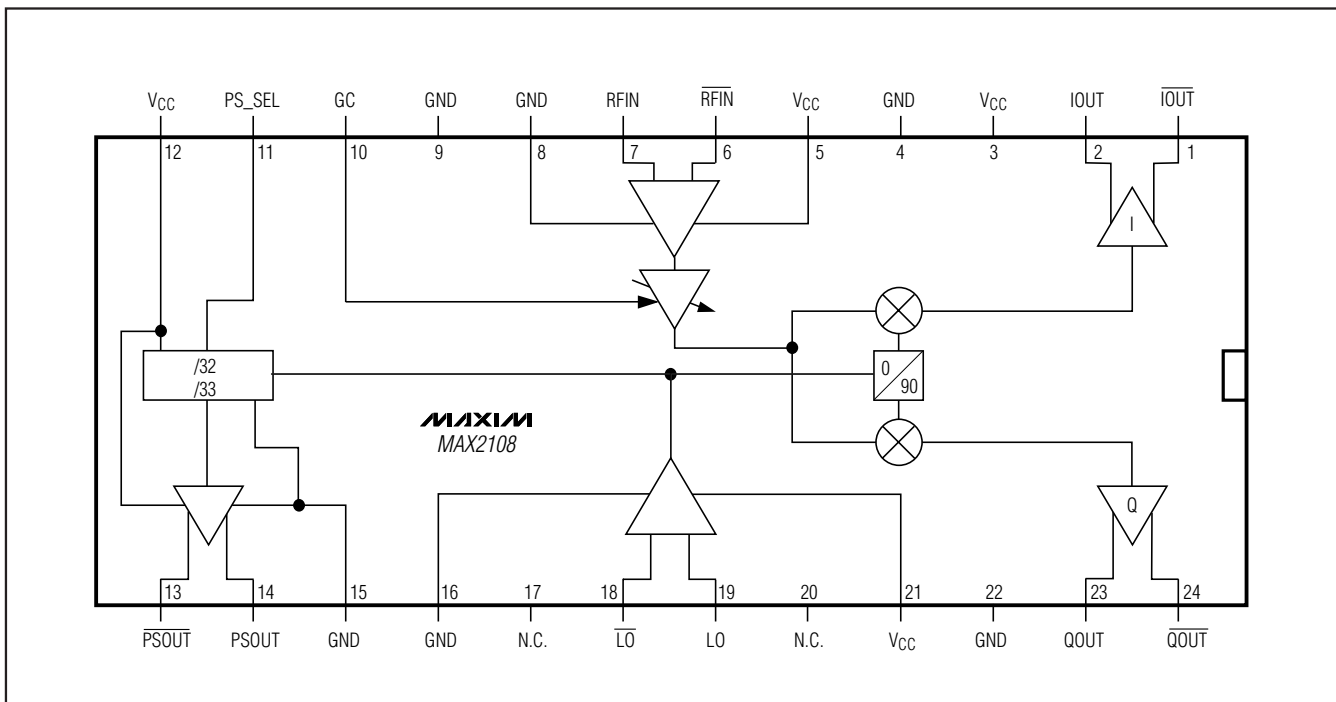 VCC PS_SEL GC GND GND RFIN RFIN VCC GND VCC IOUT IOUT
12 11 10 9 8 7 6 5 4 3 2 1
I
/32
/33
0
90
MAXIM
MAX2108
Q
13 14 15 16 17 18 19 20 21 22 23 24
PSOUT PSOUT GND GND N.C. LO LO N.C. VCC GND QOUT QOUT